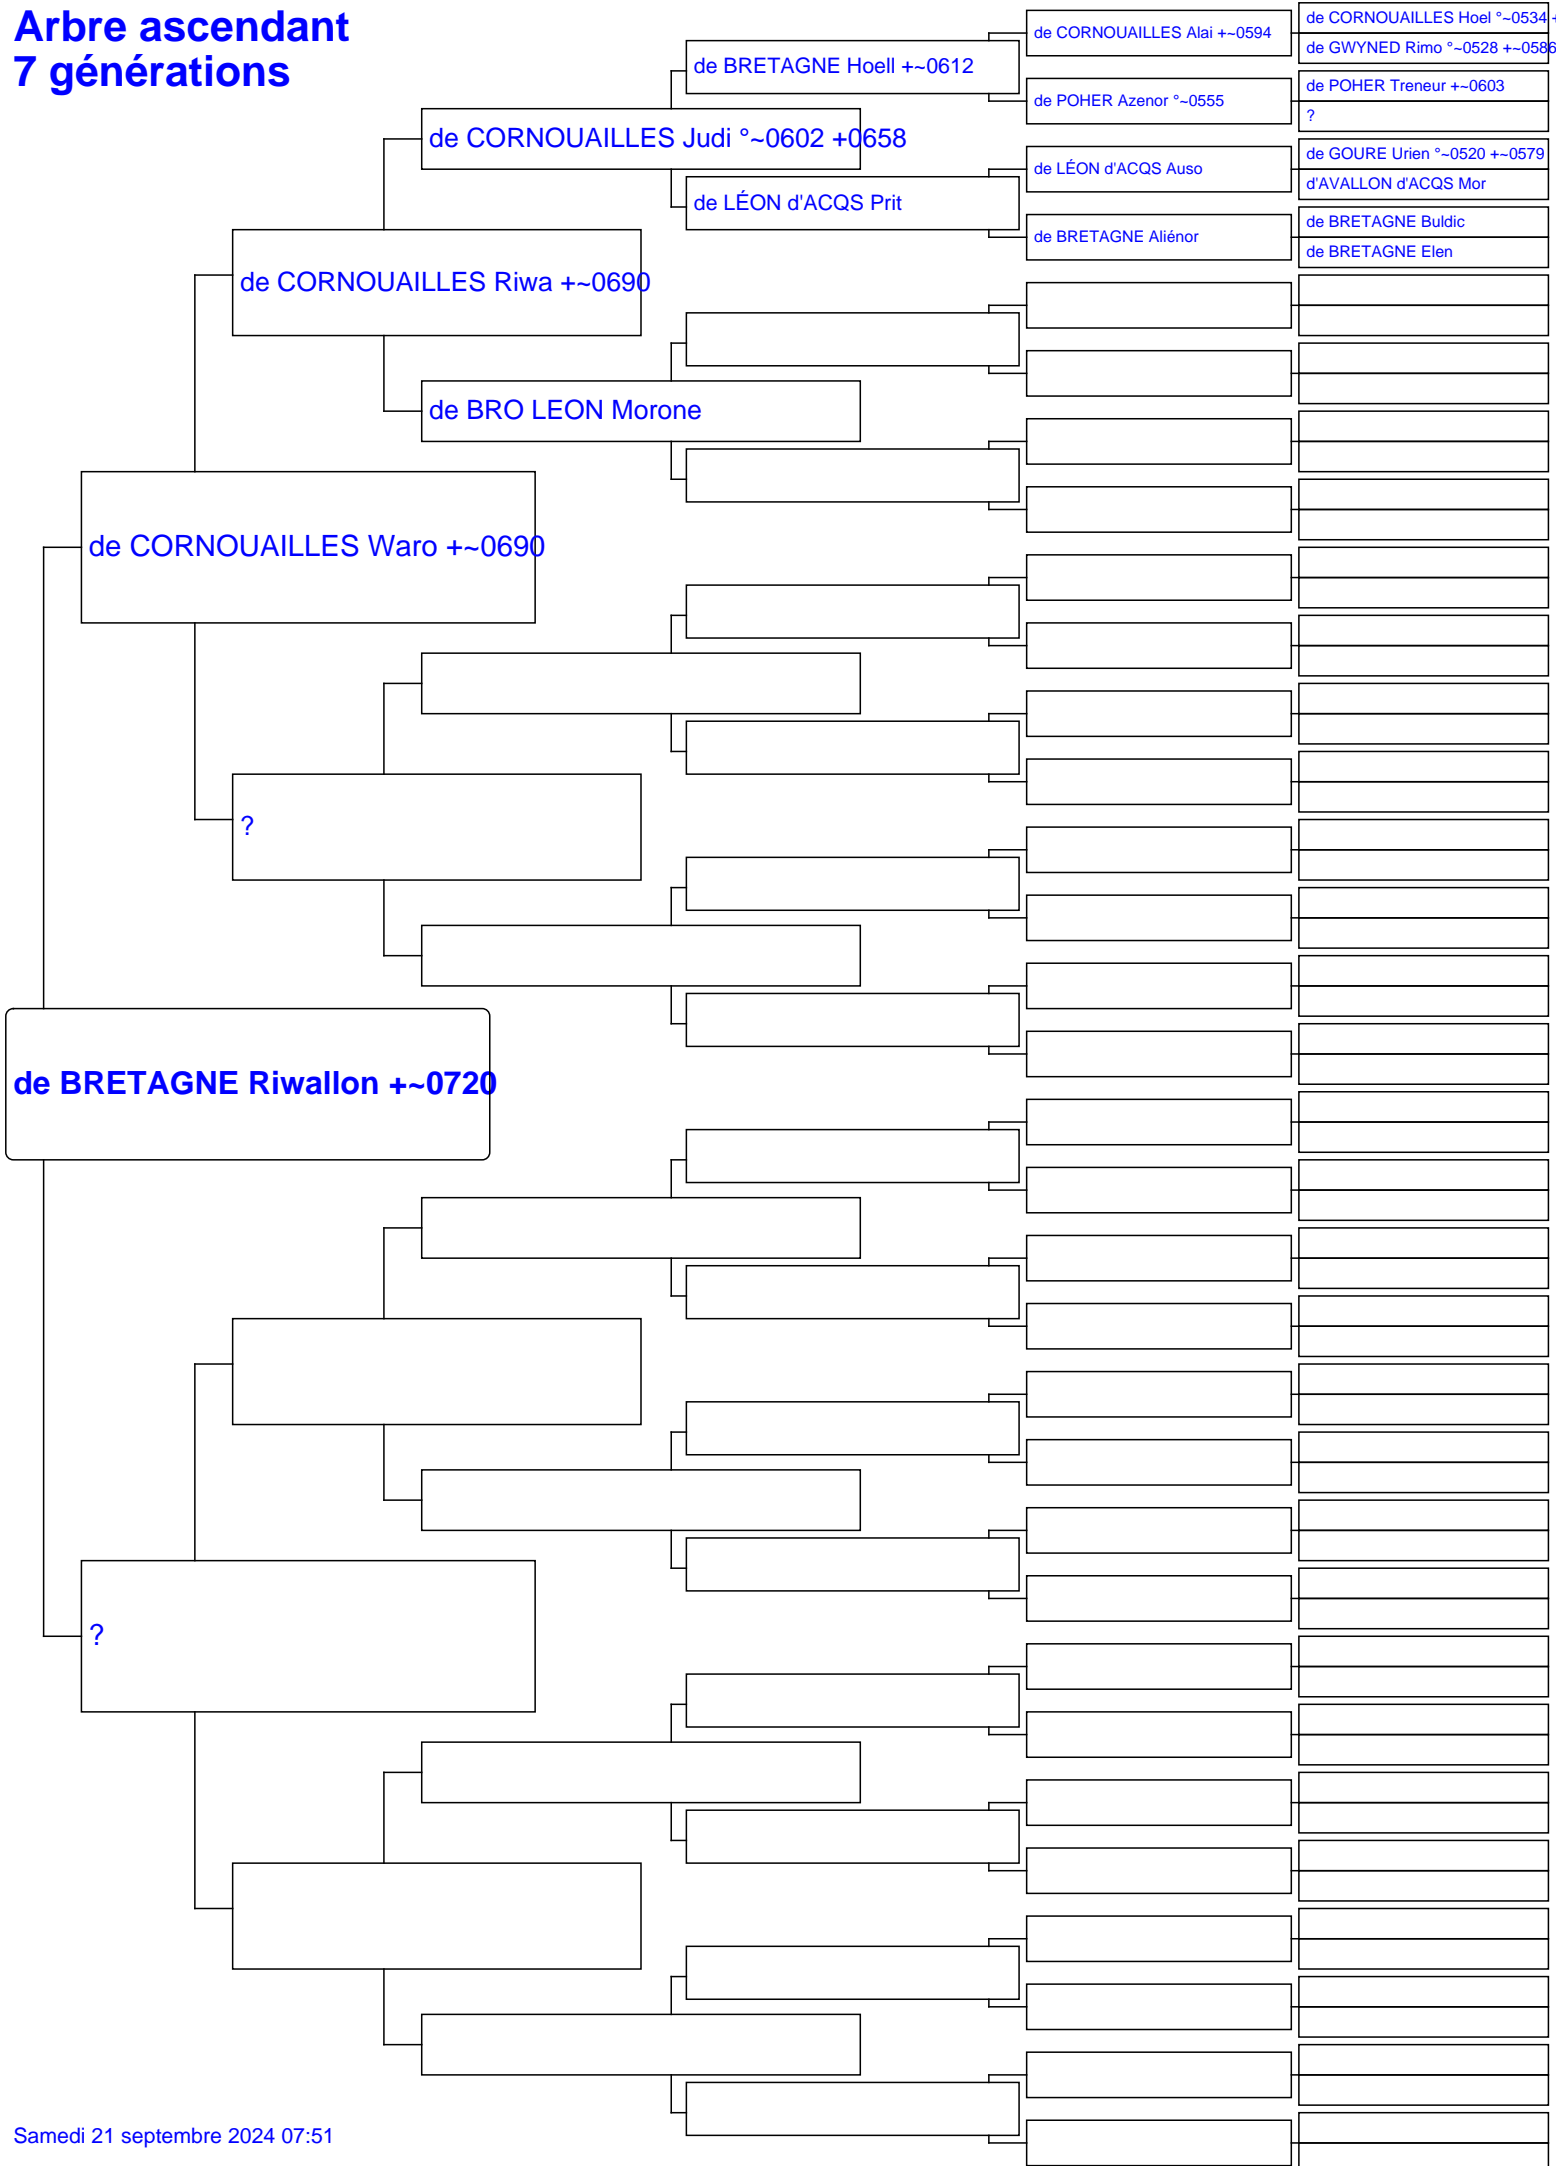 Arbre ascendant
7 générations
de CORNOUAILLES Hoel °~0534 +
de CORNOUAILLES Alai +~0594
de GWYNED Rimo °~0528 +~0586
de BRETAGNE Hoell +~0612
de POHER Treneur +~0603
de POHER Azenor °~0555
?
de CORNOUAILLES Judi °~0602 +0658
de GOURE Urien °~0520 +~0579
de LÉON d'ACQS Auso
d'AVALLON d'ACQS Mor
de LÉON d'ACQS Prit
de BRETAGNE Buldic
de BRETAGNE Aliénor
de BRETAGNE Elen
de CORNOUAILLES Riwa +~0690
de BRO LEON Morone
de CORNOUAILLES Waro +~0690
?
de BRETAGNE Riwallon +~0720
?
Samedi 21 septembre 2024 07:51